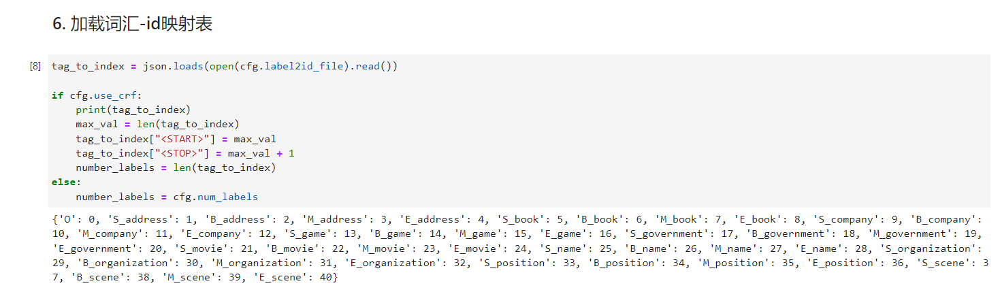 6. 加载词汇-id映射表
[8] tag_to_index = json.loads(open(cfg.label2id_file).read())
if cfg.use_crf:
    print(tag_to_index)
    max_val = len(tag_to_index)
    tag_to_index["<START>"] = max_val
    tag_to_index["<STOP>"] = max_val + 1
    number_labels = len(tag_to_index)
else:
    number_labels = cfg.num_labels
{'O': 0, 'S_address': 1, 'B_address': 2, 'M_address': 3, 'E_address': 4, 'S_book': 5, 'B_book': 6, 'M_book': 7, 'E_book': 8, 'S_company': 9, 'B_company':
10, 'M_company': 11, 'E_company': 12, 'S_game': 13, 'B_game': 14, 'M_game': 15, 'E_game': 16, 'S_government': 17, 'B_government': 18, 'M_government': 19,
'E_government': 20, 'S_movie': 21, 'B_movie': 22, 'M_movie': 23, 'E_movie': 24, 'S_name': 25, 'B_name': 26, 'M_name': 27, 'E_name': 28, 'S_organization':
29, 'B_organization': 30, 'M_organization': 31, 'E_organization': 32, 'S_position': 33, 'B_position': 34, 'M_position': 35, 'E_position': 36, 'S_scene': 3
7, 'B_scene': 38, 'M_scene': 39, 'E_scene': 40}